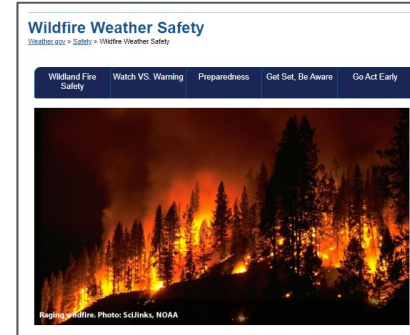 Wildfire Weather Safety
Weather.gov > Safety > Wildfire Weather Safety
Wildland Fire
Safety
Watch VS. Warning
Preparedness
Get Set, Be Aware
Go Act Early
Raging wildfire. Photo: SciJinks, NOAA